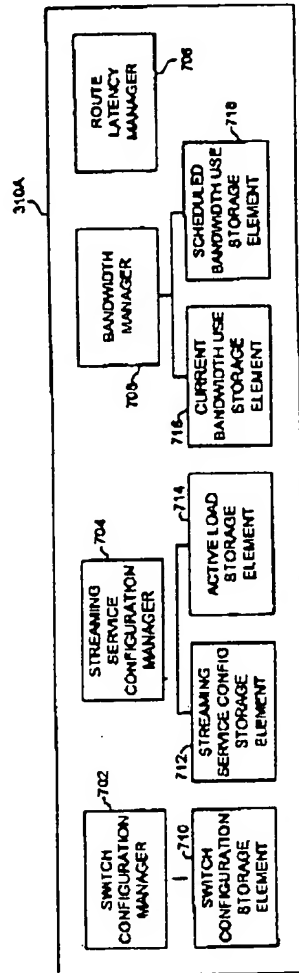 310A
702
SWITCH
CONFIGURATION
MANAGER
710
SWITCH
CONFIGURATION
STORAGE
ELEMENT
704
STREAMING
SERVICE
CONFIGURATION
MANAGER
712
STREAMING
SERVICE CONFIG
STORAGE
ELEMENT
714
ACTIVE LOAD
STORAGE
ELEMENT
BANDWIDTH
MANAGER
706
716
CURRENT
BANDWIDTH USE
STORAGE
ELEMENT
SCHEDULED
BANDWIDTH USE
STORAGE
ELEMENT
718
ROUTE
LATENCY
MANAGER